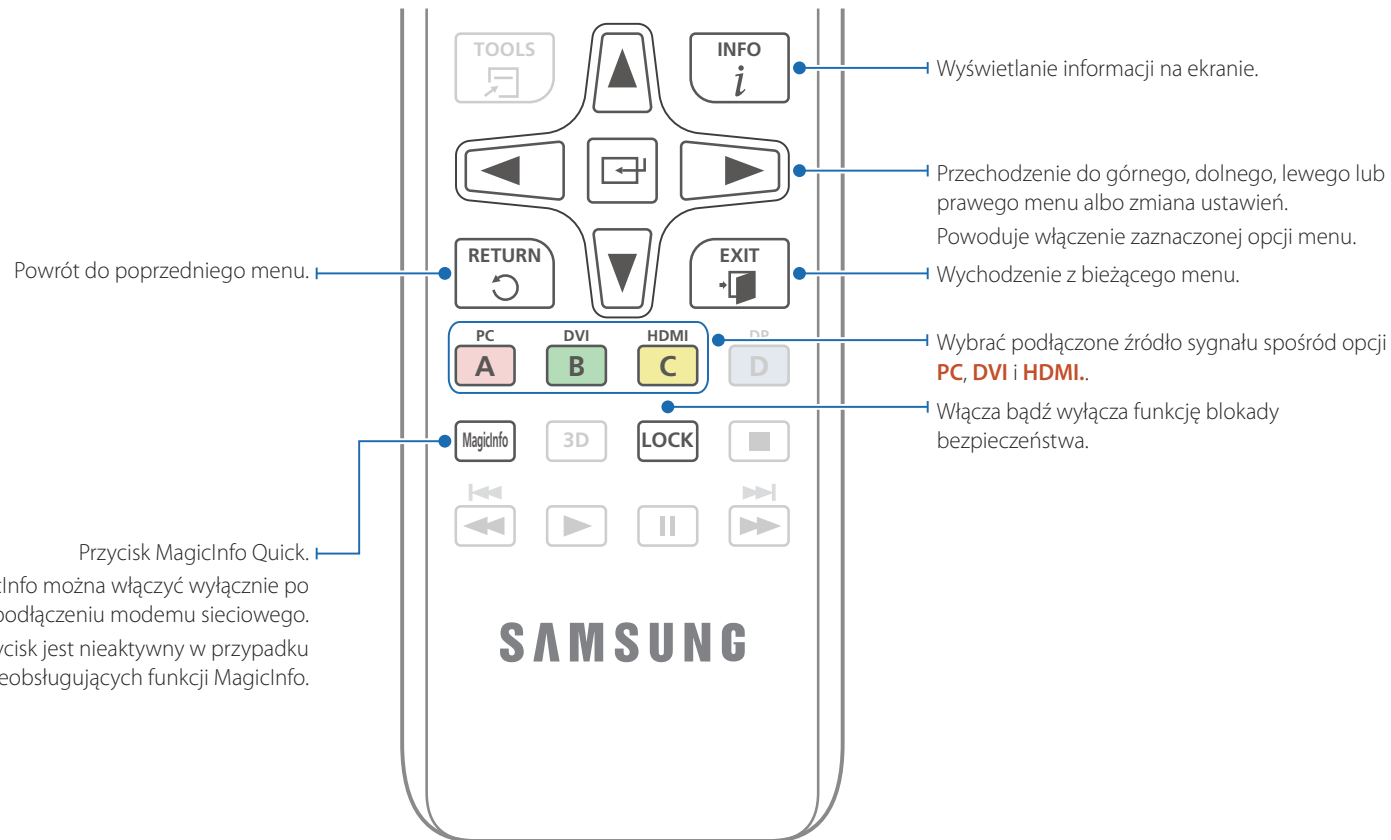 TOOLS
INFO
i
Wyświetlanie informacji na ekranie.
Przechodzenie do górnego, dolnego, lewego lub
prawego menu albo zmiana ustawień.
Powoduje włączenie zaznaczonej opcji menu.
RETURN
EXIT
Powrót do poprzedniego menu.
Wychodzenie z bieżącego menu.
PC DVI HDMI DP
A B C D
Wybrać podłączone źródło sygnału spośród opcji
PC, DVI i HDMI..
Włącza bądź wyłącza funkcję blokady
bezpieczeństwa.
MagicInfo 3D LOCK
Przycisk MagicInfo Quick.
Info można włączyć wyłącznie po
podłączeniu modemu sieciowego.
jest nieaktywny w przypadku
funkcji MagicInfo.
SAMSUNG